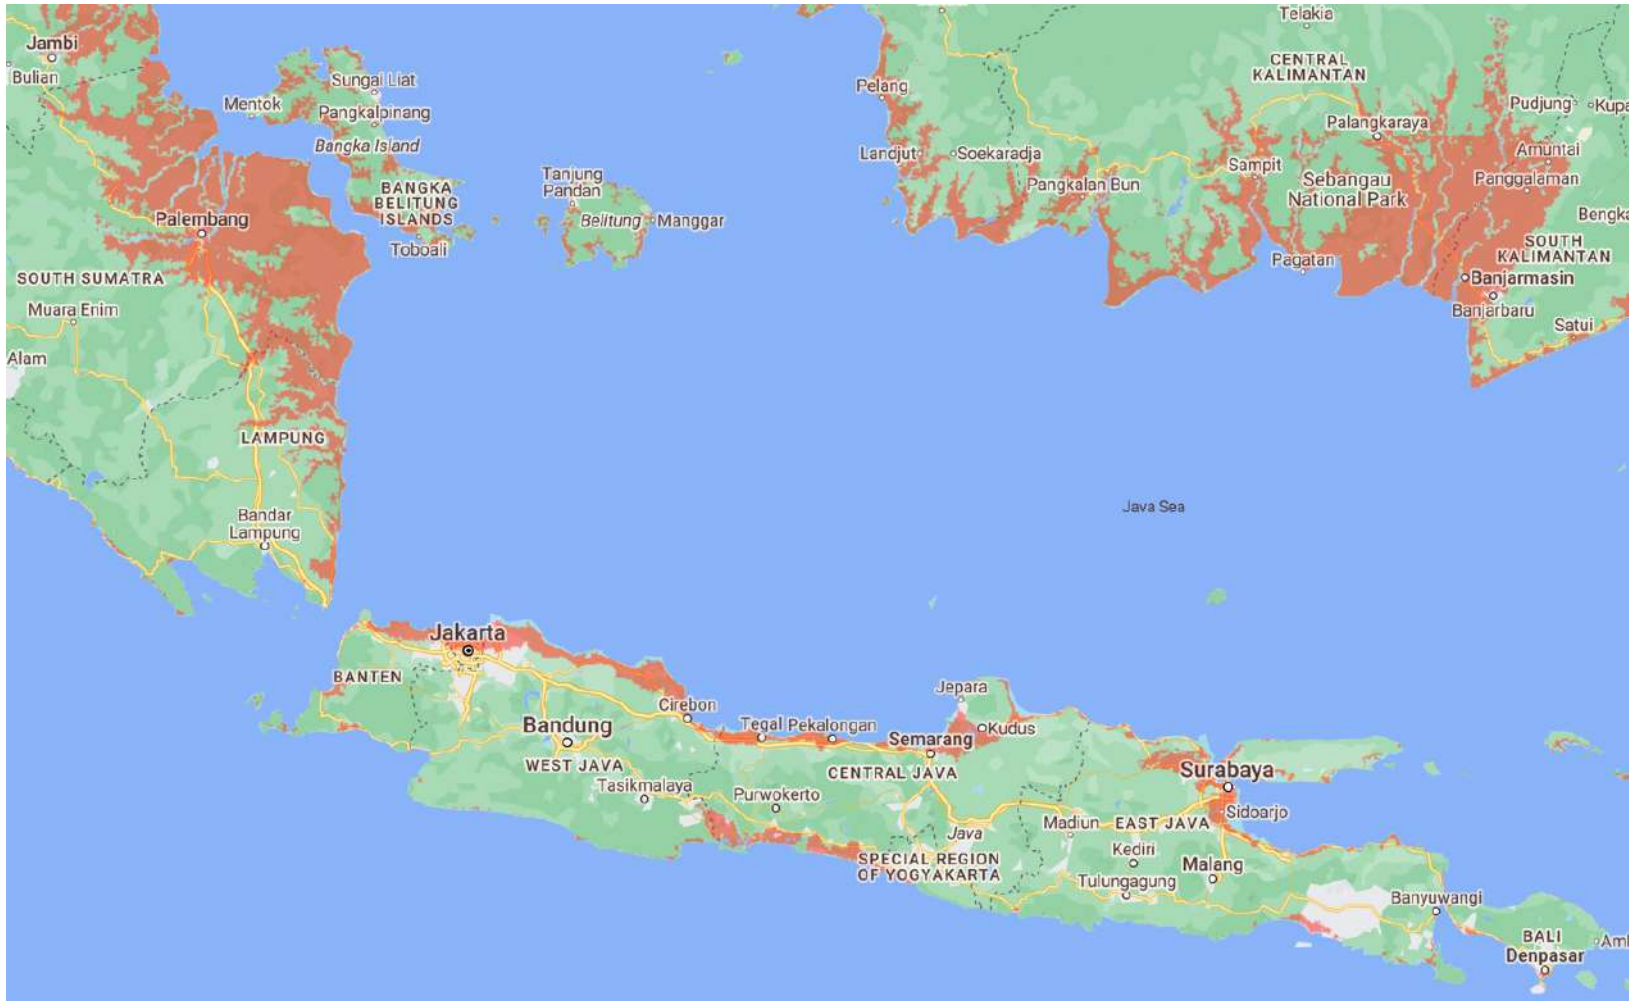 Telakia
Jambi
Bulian
CENTRAL
KALIMANTAN
Sungai Liat
Pelang
Mentok
Pangkalpinang
Pudjung
Kupa
Palangkaraya
Bangka Island
Landjut
Soekaradja
Amuntai
Sampit
Tanjung
Pandan
BANGKA
BELITUNG
ISLANDS
Pangkalan Bun
Sebangau
National Park
Panggalaman
Palembang
Belitung
Manggar
Bengka
Toboali
SOUTH
KALIMANTAN
Pagatan
SOUTH SUMATRA
Banjarmasin
Muara Enim
Banjarbaru
Satui
Alam
LAMPUNG
Java Sea
Bandar
Lampung
Jakarta
BANTEN
Jepara
Cirebon
Bandung
Tegal
Pekalongan
Kudus
Semarang
WEST JAVA
CENTRAL JAVA
Surabaya
Tasikmalaya
Purwokerto
Sidoarjo
Java
Madiun
EAST JAVA
Kediri
SPECIAL REGION
OF YOGYAKARTA
Malang
Tulungagung
Banyuwangi
BALI
Denpasar
Aml